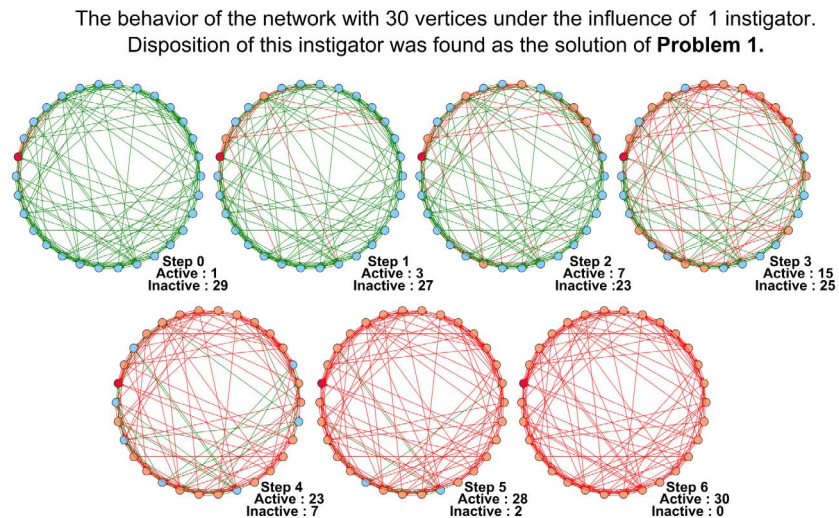 The behavior of the network with 30 vertices under the influence of 1 instigator.
Disposition of this instigator was found as the solution of Problem 1.
Step 0
Active : 1
Inactive : 29
Step 1
Active : 3
Inactive : 27
Step 2
Active : 7
Inactive :23
Step 3
Active : 15
Inactive : 25
Step 4
Active : 23
Inactive : 7
Step 5
Active : 28
Inactive : 2
Step 6
Active : 30
Inactive : 0